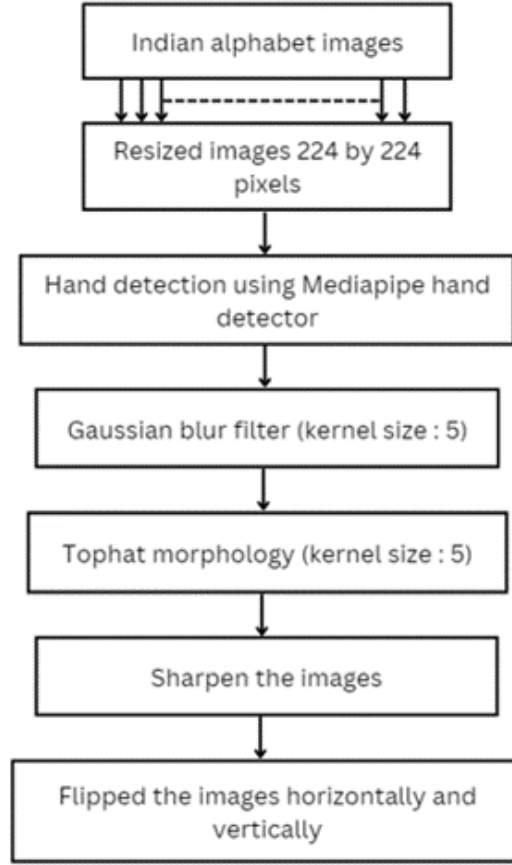 Indian alphabet images
Resized images 224 by 224
pixels
Hand detection using Mediapipe hand
detector
Gaussian blur filter (kernel size : 5)
Tophat morphology (kernel size : 5)
Sharpen the images
Flipped the images horizontally and
vertically